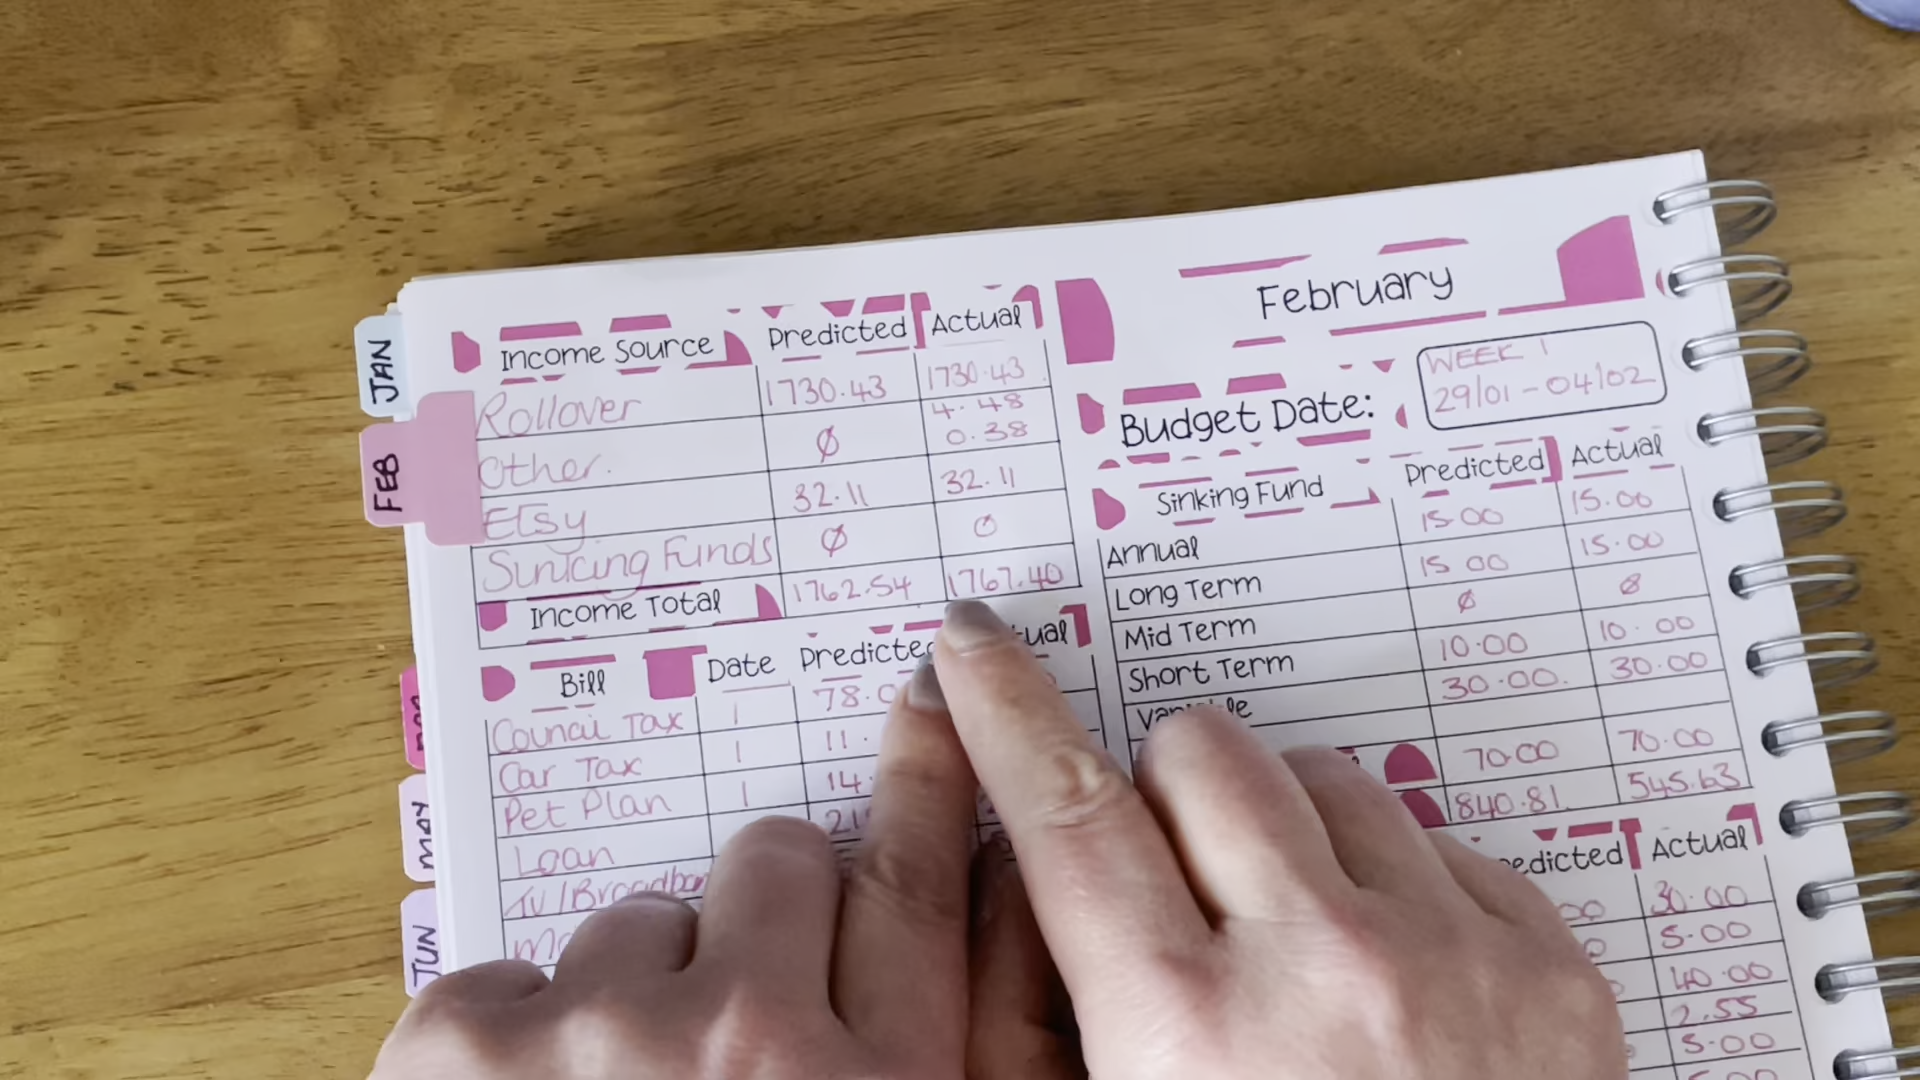 JAN
FEB
MAY
JUN
February
Income Source Predicted Actual
Rollover 1730.43 1730.43
Other. ∅ 4.48
0.38
Etsy 32.11 32.11
Sinking Funds ∅ 0
Income Total 1762.54 1767.40
Bill Date Predicted
Council Tax 1
Car Tax 1
Pet Plan 1
Loan
Budget Date: WEEK 1
29/01 - 04/02
Sinking Fund Predicted Actual
Annual 15.00 15.00
Long Term 15.00 15.00
Mid Term ∅ ∅
Short Term 10.00 10.00
30.00. 30.00
70.00 70.00
840.81. 545.63
Actual
30.00
5.00
40.00
2.55
5.00